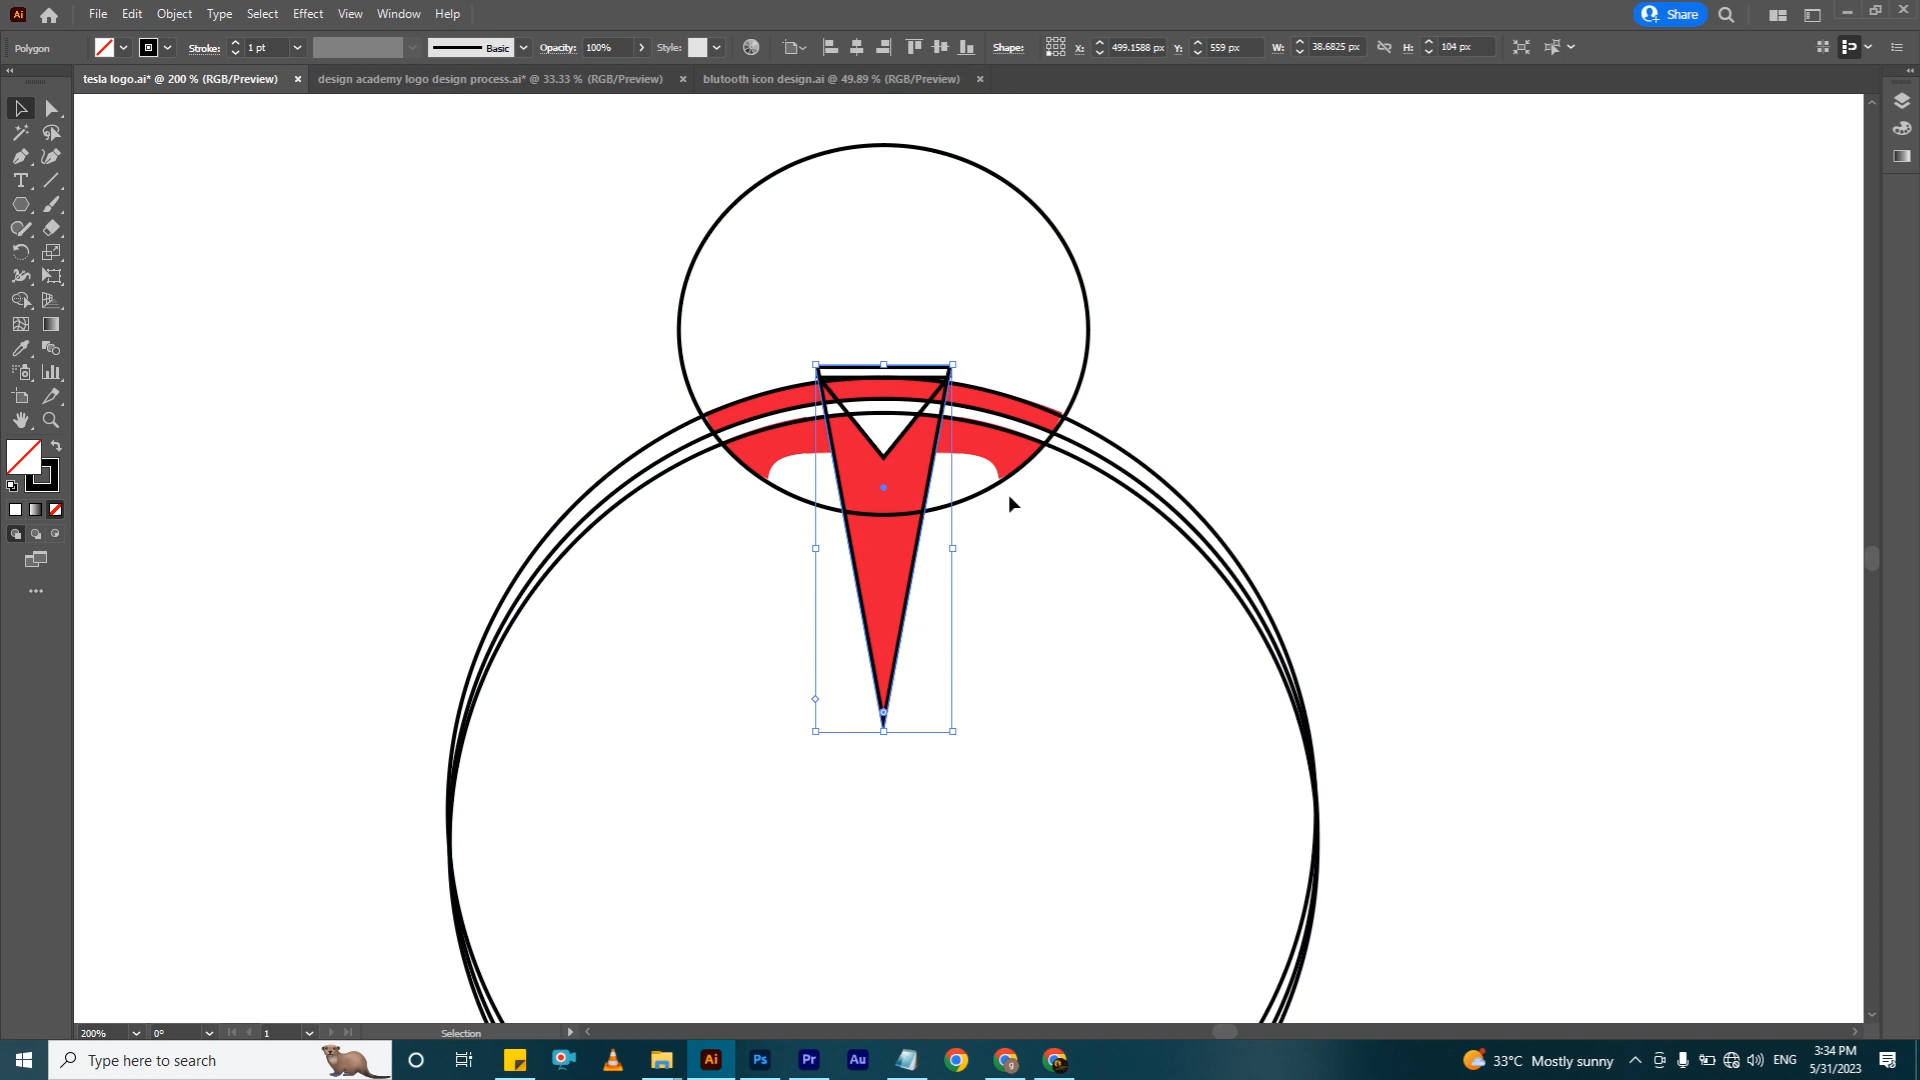 Ai File Edit Object Type Select Effect View Window Help Share
Polygon Stroke: 1 pt Basic Opacity: 100% Style: Shape: X: 499.1588 px Y: 559 px W: 38.6825 px H: 104 px
tesla logo.ai* @ 200 % (RGB/Preview) × design academy logo design process.ai* @ 33.33 % (RGB/Preview) × blutooth icon design.ai @ 49.89 % (RGB/Preview) ×
200% 0° 1 Selection
Type here to search Ai Ps Pr Au 33°C Mostly sunny ENG 3:34 PM
5/31/2023